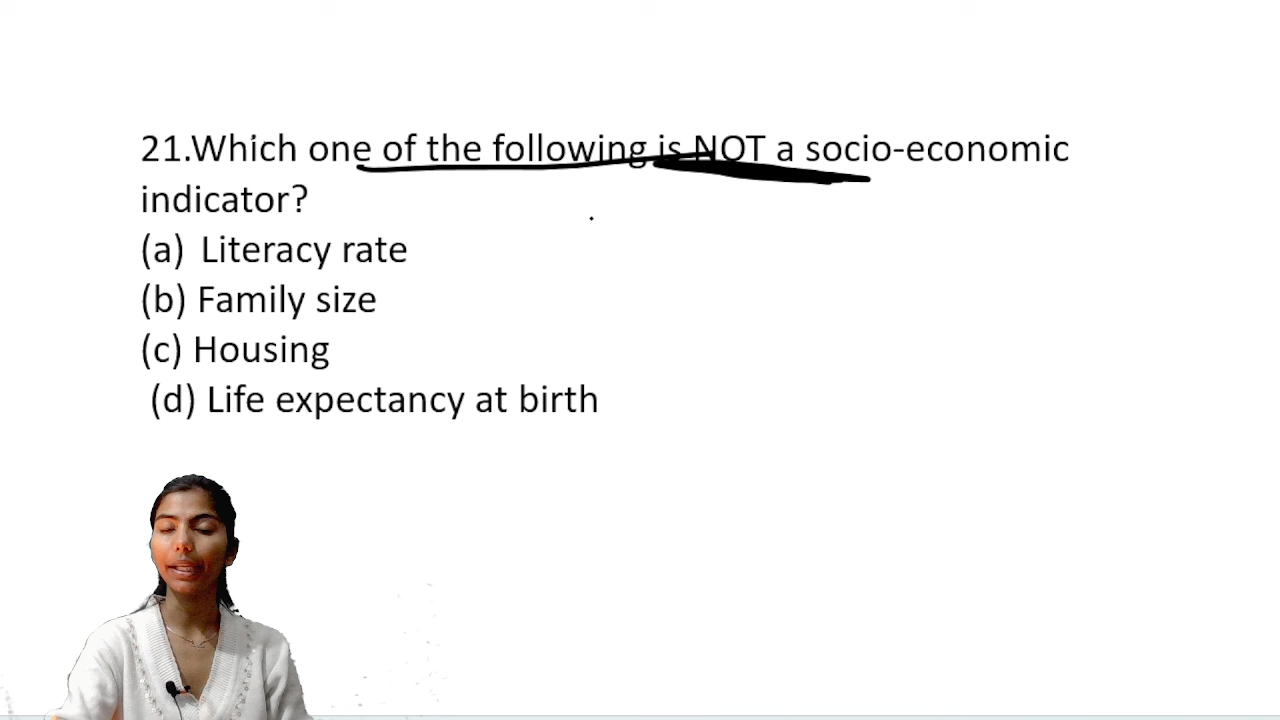 21.Which one of the following is NOT a socio-economic
indicator?
(a) Literacy rate
(b) Family size
(c) Housing
(d) Life expectancy at birth